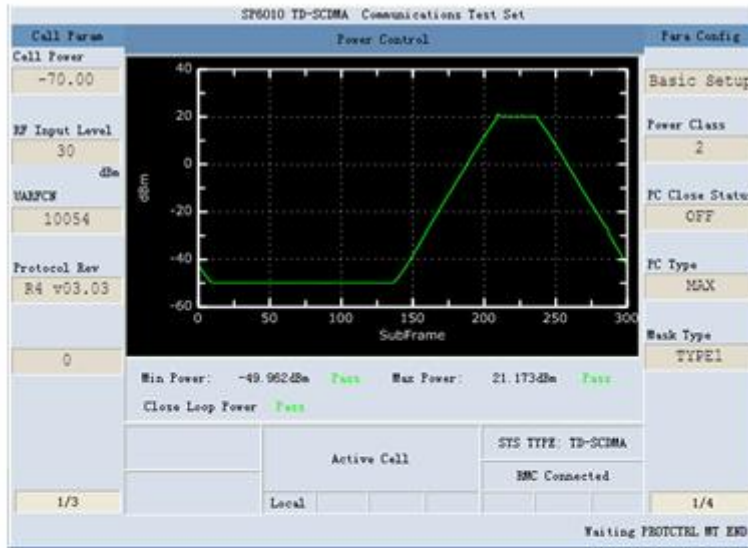 SP6010 TD-SCDMA Communications Test Set
Call Param
Power Control
Para Config
Call Power
-70.00
RF Input Level
30
dBm
UARFCN
10054
Protocol Rev
R4 v03.03
0
1/3
40
20
0
-20
-40
-60
dBm
0 50 100 150 200 250 300
SubFrame
Min Power: -49.962dBm Pass Max Power: 21.173dBm Pass
Close Loop Power Pass
Active Cell
SYS TYPE: TD-SCDMA
RMC Connected
Local
Basic Setup
Power Class
2
PC Close Status
OFF
PC Type
MAX
Mask Type
TYPE1
1/4
Waiting PROTCTRL MT END